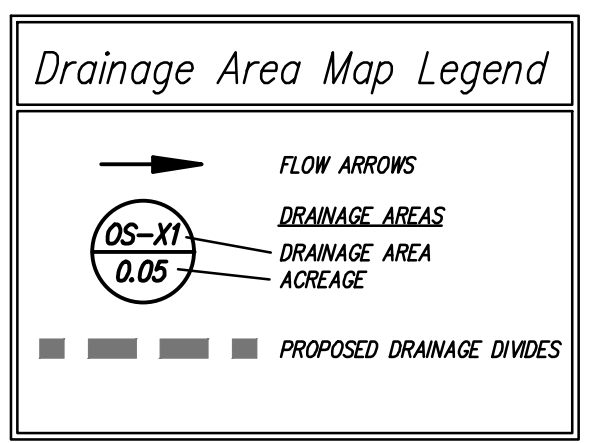 Drainage Area Map Legend
FLOW ARROWS
DRAINAGE AREAS
OS-X1
DRAINAGE AREA
0.05
ACREAGE
PROPOSED DRAINAGE DIVIDES